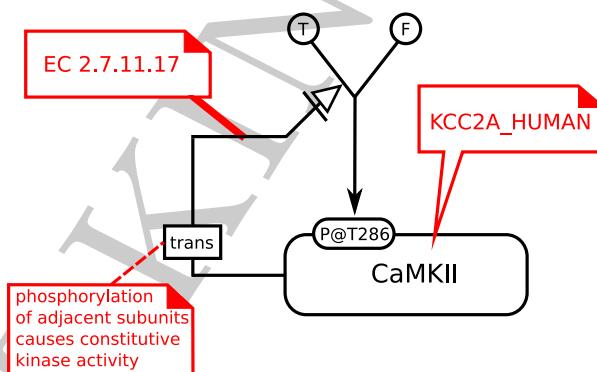 T
F
EC 2.7.11.17
KCC2A_HUMAN
P@T286
trans
CaMKII
phosphorylation
of adjacent subunits
causes constitutive
kinase activity